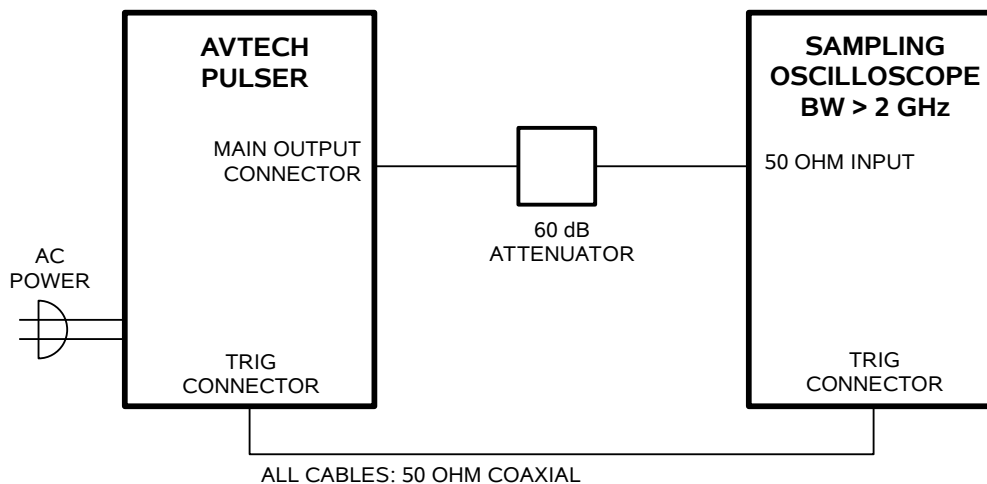 AVTECH
PULSER
SAMPLING
OSCILLOSCOPE
BW > 2 GHz
MAIN OUTPUT
CONNECTOR
50 OHM INPUT
60 dB
ATTENUATOR
AC
POWER
TRIG
CONNECTOR
TRIG
CONNECTOR
ALL CABLES: 50 OHM COAXIAL